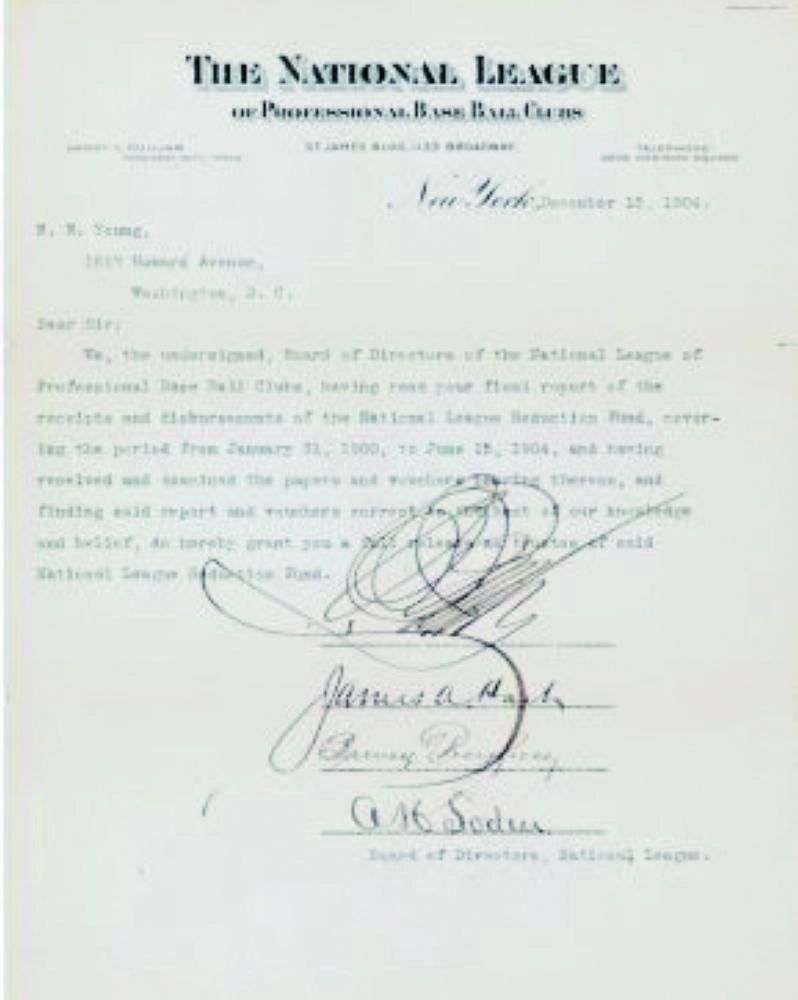 THE NATIONAL LEAGUE
OF PROFESSIONAL BASE BALL CLUBS
ST JAMES BLDG. 1133 BROADWAY
New York, December 15, 1904.
N. E. Young,
Howard Avenue,
Washington, D. C.
Dear Sir:
We, the undersigned, Board of Directors of the National League of
Professional Base Ball Clubs, having read your final report of the
receipts and disbursements of the National League Reduction Fund, cover-
ing the period from January 31, 1900, to June 15, 1904, and having
received and examined the papers and vouchers bearing thereon, and
finding said report and vouchers correct to the best of our knowledge
and belief, do hereby grant you a full release as trustee of said
National League Reduction Fund.
James A. Hart
Barney Dreyfuss
A H Soden
Board of Directors, National League.